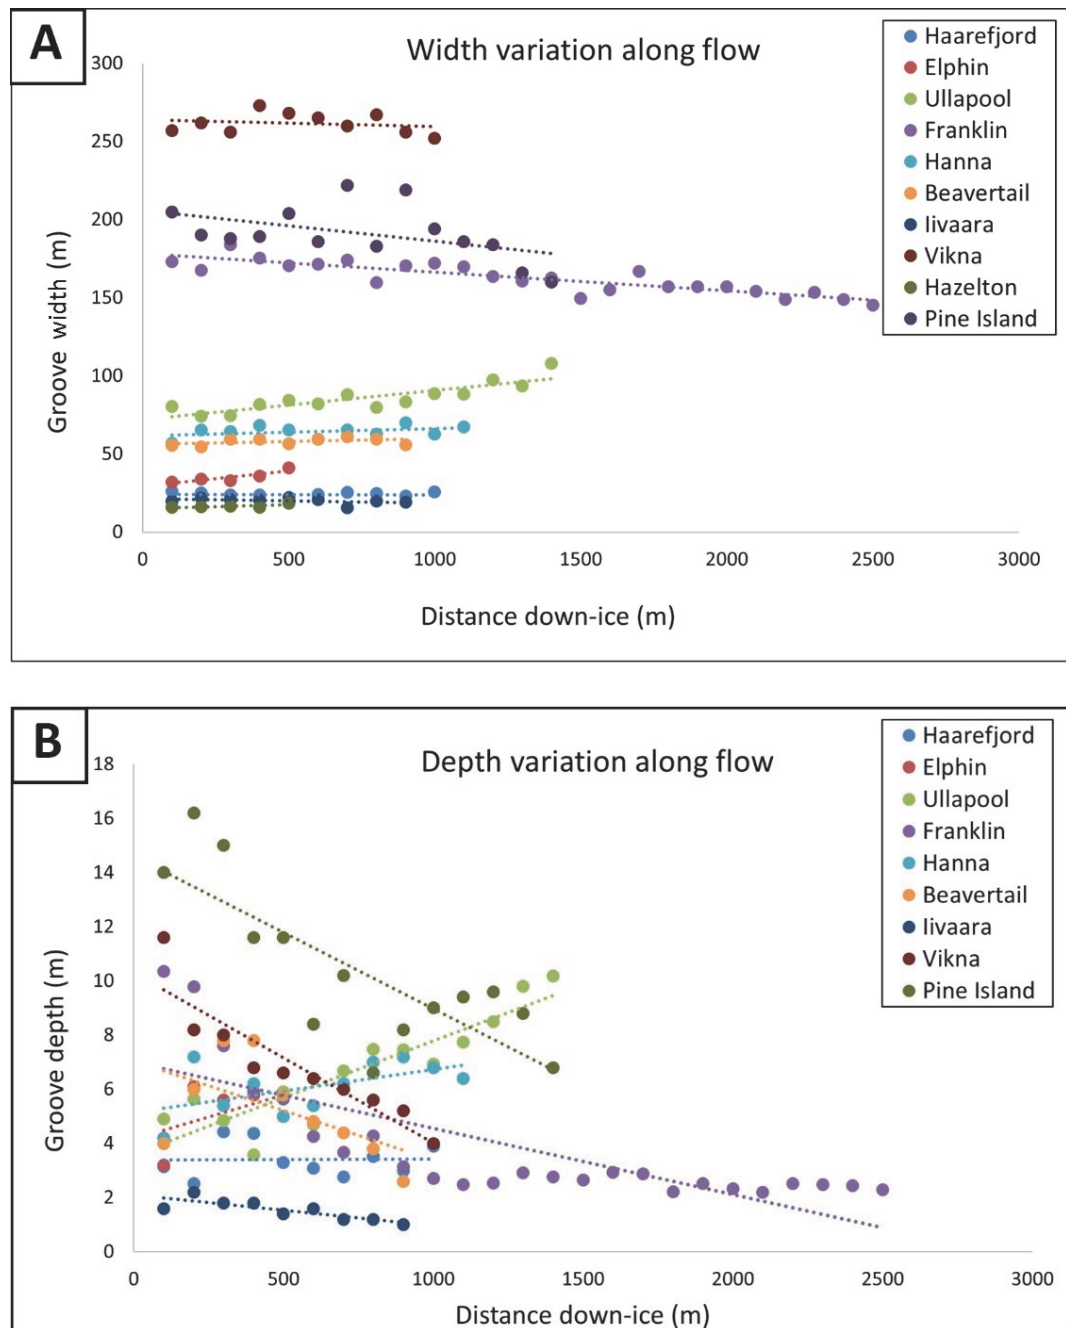 A
Width variation along flow
Haarefjord
Elphin
Ullapool
Franklin
Hanna
Beavertail
Iivaara
Vikna
Hazelton
Pine Island
300
250
200
150
100
50
0
Groove width (m)
0 500 1000 1500 2000 2500 3000
Distance down-ice (m)
B
Depth variation along flow
Haarefjord
Elphin
Ullapool
Franklin
Hanna
Beavertail
Iivaara
Vikna
Pine Island
18
16
14
12
10
8
6
4
2
0
Groove depth (m)
0 500 1000 1500 2000 2500 3000
Distance down-ice (m)